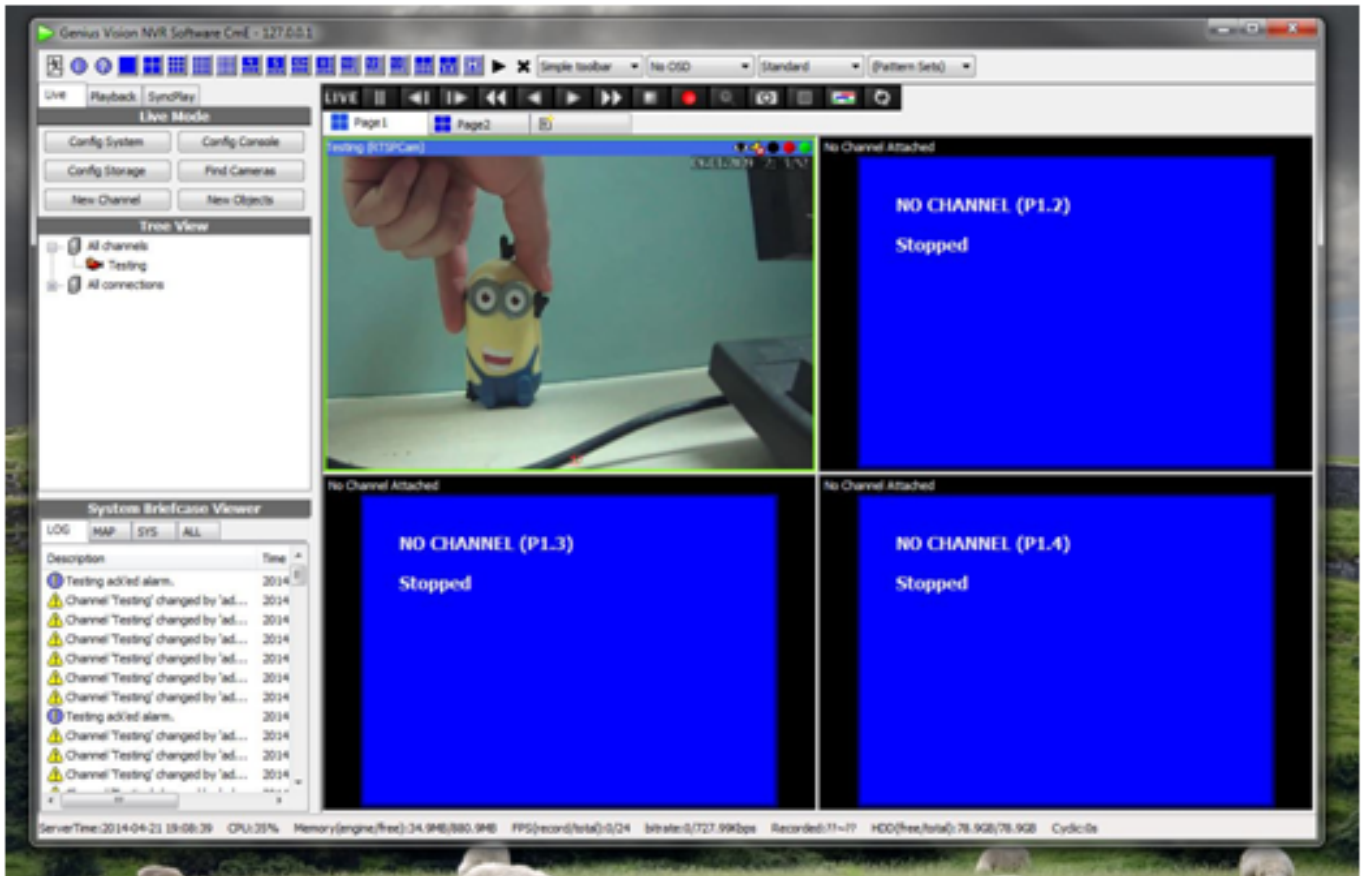 Genius Vision NVR Software CmE - 127.0.0.1
Simple toolbar No OSD Standard (Pattern Sets)
Live Playback SyncPlay
Live Mode
Config System Config Console
Config Storage Find Cameras
New Channel New Objects
Tree View
All channels
Testing
All connections
System Briefcase Viewer
LOG MAP SYS ALL
Description Time
Testing ack'ed alarm. 2014
Channel 'Testing' changed by 'ad... 2014
Channel 'Testing' changed by 'ad... 2014
Channel 'Testing' changed by 'ad... 2014
Channel 'Testing' changed by 'ad... 2014
Channel 'Testing' changed by 'ad... 2014
Channel 'Testing' changed by 'ad... 2014
Testing ack'ed alarm. 2014
Channel 'Testing' changed by 'ad... 2014
Channel 'Testing' changed by 'ad... 2014
Channel 'Testing' changed by 'ad... 2014
LIVE
Page1 Page2
Testing (RTSPCam)
No Channel Attached
NO CHANNEL (P1.2)
Stopped
No Channel Attached
NO CHANNEL (P1.3)
Stopped
No Channel Attached
NO CHANNEL (P1.4)
Stopped
ServerTime:2014-04-21 19:08:39 CPU:35% Memory(engine/free):34.9MB/880.9MB FPS(record/total):0/24 bitrate:0/727.99Kbps Recorded:??~?? HDD(free/total):78.9GB/78.9GB Cyclic:0s